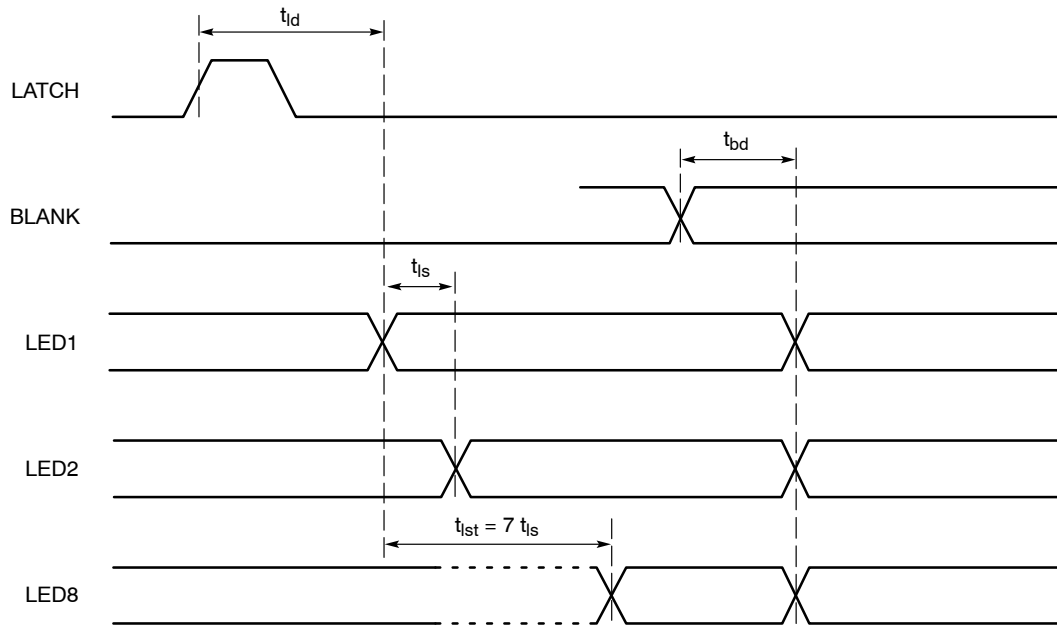 t_ld
LATCH
t_bd
BLANK
t_ls
LED1
LED2
t_lst = 7 t_ls
LED8